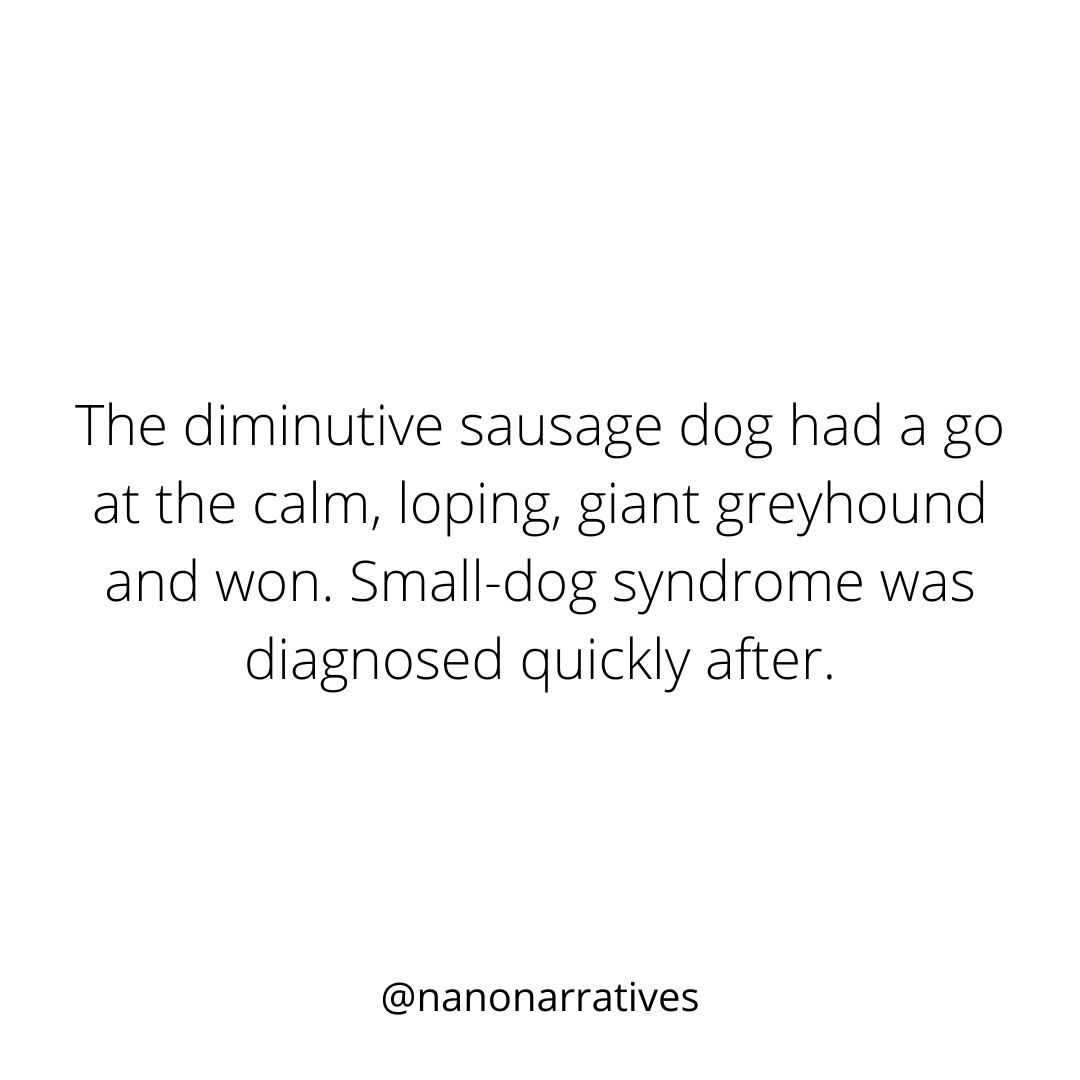 The diminutive sausage dog had a go
at the calm, loping, giant greyhound
and won. Small-dog syndrome was
diagnosed quickly after.
@nanonarratives